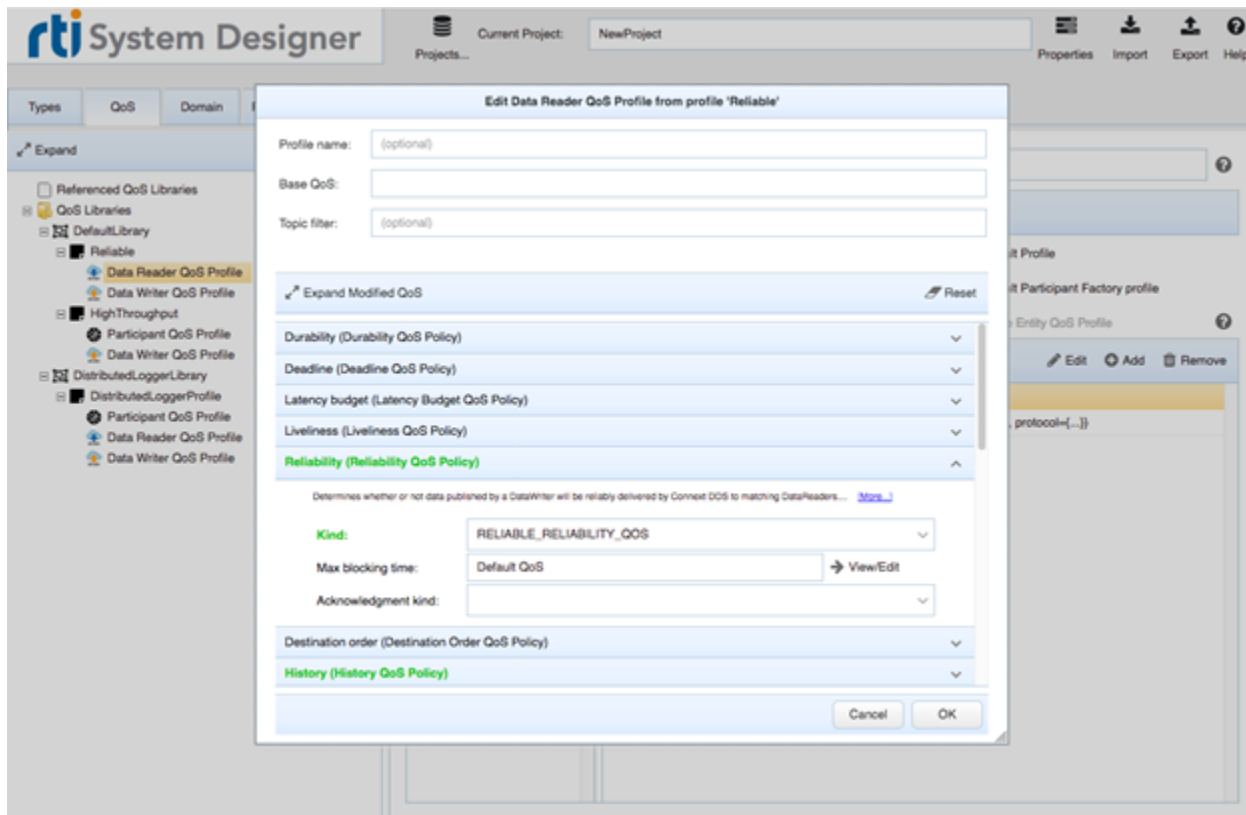 rti System Designer
Projects...
Current Project:
NewProject
Properties
Import
Export
Help
Types
QoS
Domain
Expand
Referenced QoS Libraries
QoS Libraries
DefaultLibrary
Reliable
Data Reader QoS Profile
Data Writer QoS Profile
HighThroughput
Participant QoS Profile
Data Writer QoS Profile
DistributedLoggerLibrary
DistributedLoggerProfile
Participant QoS Profile
Data Reader QoS Profile
Data Writer QoS Profile
Edit Data Reader QoS Profile from profile 'Reliable'
Profile name: (optional)
Base QoS:
Topic filter: (optional)
Expand Modified QoS
Reset
Durability (Durability QoS Policy)
Deadline (Deadline QoS Policy)
Latency budget (Latency Budget QoS Policy)
Liveliness (Liveliness QoS Policy)
Reliability (Reliability QoS Policy)
Determines whether or not data published by a DataWriter will be reliably delivered by Connext DDS to matching DataReaders.... [More...]
Kind: RELIABLE_RELIABILITY_QOS
Max blocking time: Default QoS View/Edit
Acknowledgment kind:
Destination order (Destination Order QoS Policy)
History (History QoS Policy)
Cancel
OK
Profile
Participant Factory profile
Entity QoS Profile
Edit
Add
Remove
, protocol={...}}